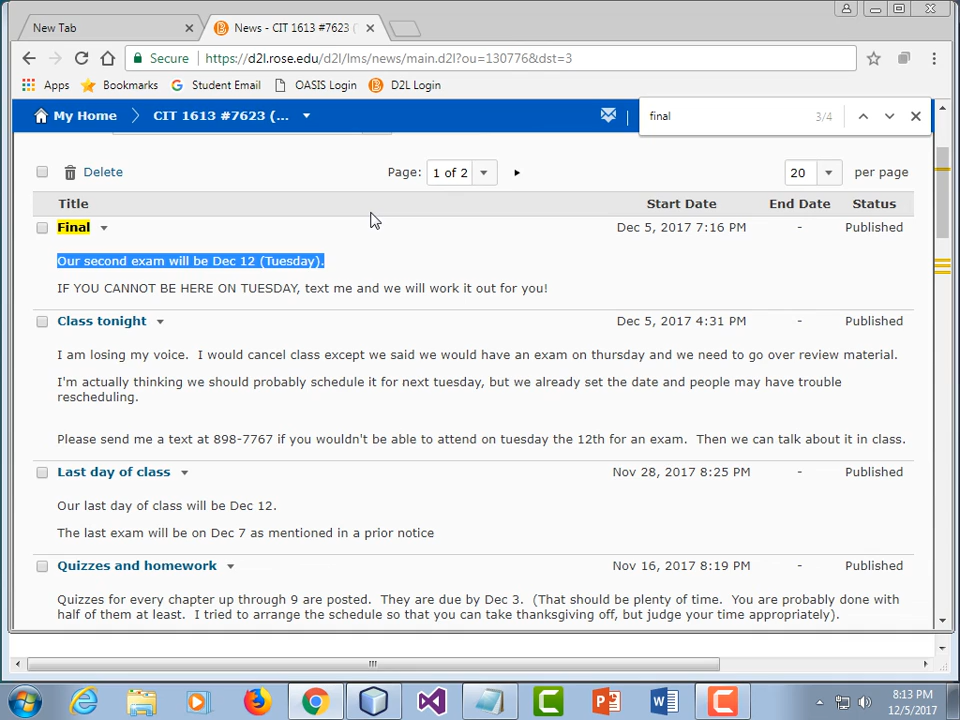 New Tab
News - CIT 1613 #7623 (
Secure https://d2l.rose.edu/d2l/lms/news/main.d2l?ou=130776&dst=3
Apps Bookmarks Student Email OASIS Login D2L Login
My Home CIT 1613 #7623 (...
final 3/4
Delete Page: 1 of 2 20 per page
Title Start Date End Date Status
Final Dec 5, 2017 7:16 PM - Published
Our second exam will be Dec 12 (Tuesday).
IF YOU CANNOT BE HERE ON TUESDAY, text me and we will work it out for you!
Class tonight Dec 5, 2017 4:31 PM - Published
I am losing my voice. I would cancel class except we said we would have an exam on thursday and we need to go over review material.
I'm actually thinking we should probably schedule it for next tuesday, but we already set the date and people may have trouble
rescheduling.
Please send me a text at 898-7767 if you wouldn't be able to attend on tuesday the 12th for an exam. Then we can talk about it in class.
Last day of class Nov 28, 2017 8:25 PM - Published
Our last day of class will be Dec 12.
The last exam will be on Dec 7 as mentioned in a prior notice
Quizzes and homework Nov 16, 2017 8:19 PM - Published
Quizzes for every chapter up through 9 are posted. They are due by Dec 3. (That should be plenty of time. You are probably done with
half of them at least. I tried to arrange the schedule so that you can take thanksgiving off, but judge your time appropriately).
8:13 PM
12/5/2017